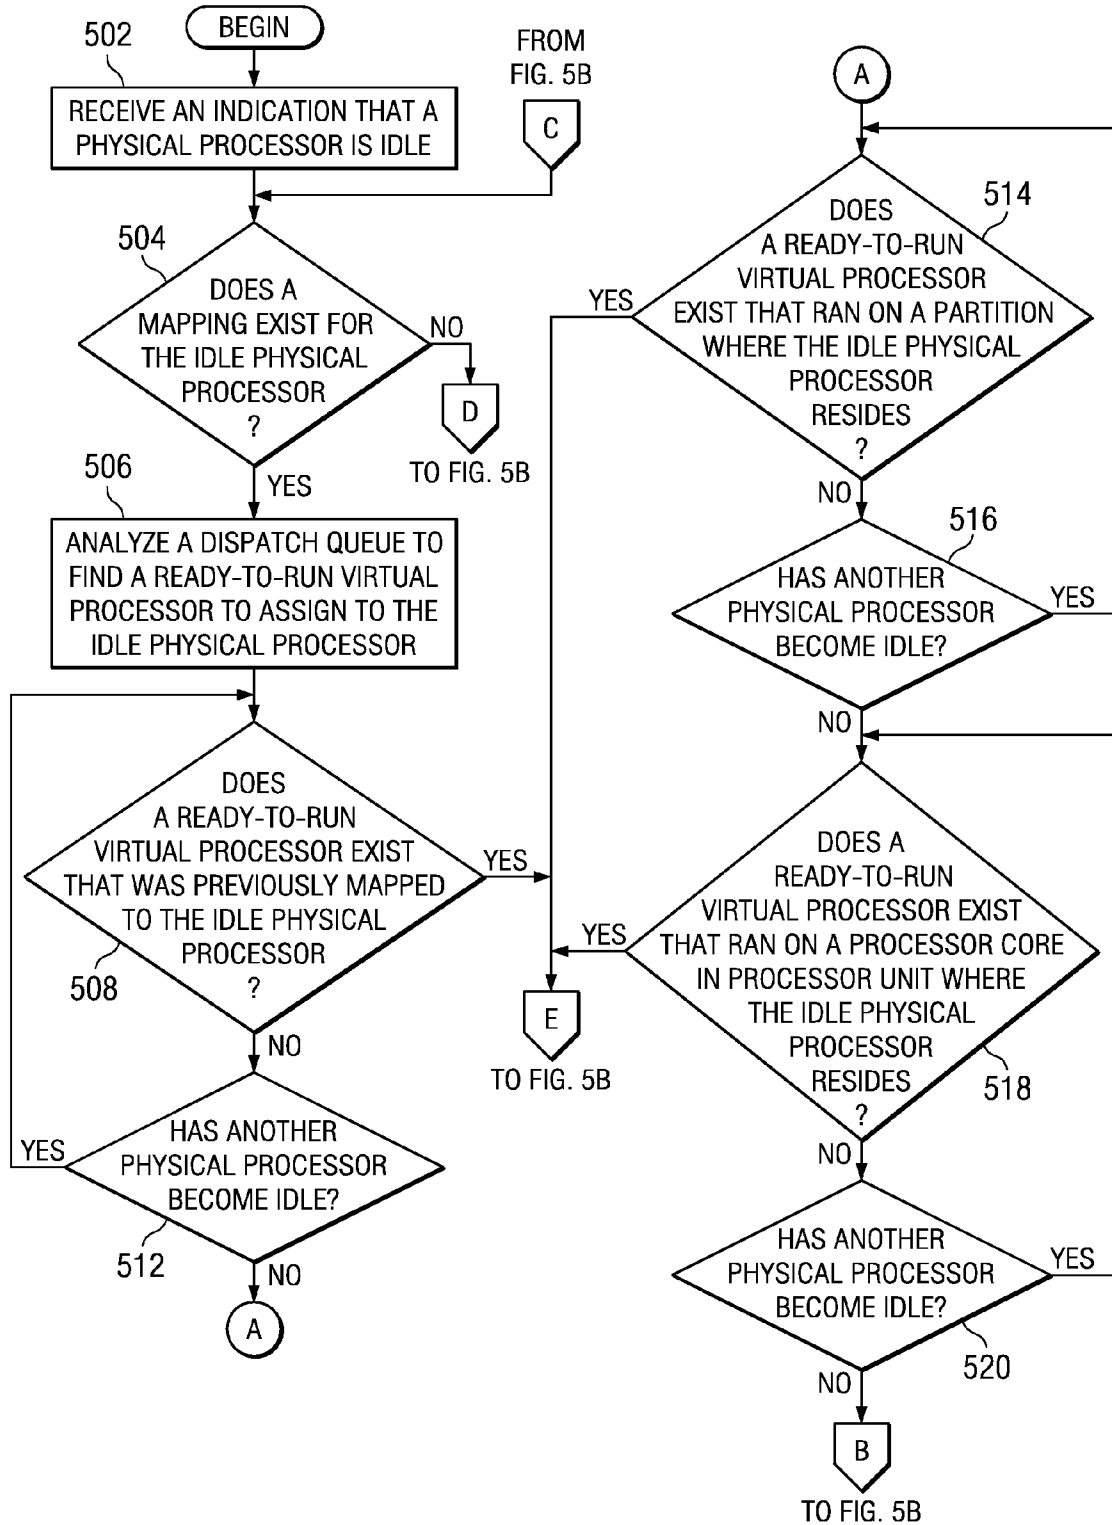 BEGIN
502
RECEIVE AN INDICATION THAT A
PHYSICAL PROCESSOR IS IDLE
FROM
FIG. 5B
C
504
DOES A
MAPPING EXIST FOR
THE IDLE PHYSICAL
PROCESSOR
?
NO
D
TO FIG. 5B
YES
506
ANALYZE A DISPATCH QUEUE TO
FIND A READY-TO-RUN VIRTUAL
PROCESSOR TO ASSIGN TO THE
IDLE PHYSICAL PROCESSOR
DOES
A READY-TO-RUN
VIRTUAL PROCESSOR EXIST
THAT WAS PREVIOUSLY MAPPED
TO THE IDLE PHYSICAL
PROCESSOR
?
508
YES
NO
HAS ANOTHER
PHYSICAL PROCESSOR
BECOME IDLE?
YES
512
NO
A
E
TO FIG. 5B
A
514
DOES
A READY-TO-RUN
VIRTUAL PROCESSOR
EXIST THAT RAN ON A PARTITION
WHERE THE IDLE PHYSICAL
PROCESSOR
RESIDES
?
YES
NO
516
HAS ANOTHER
PHYSICAL PROCESSOR
BECOME IDLE?
YES
NO
DOES A
READY-TO-RUN
VIRTUAL PROCESSOR EXIST
THAT RAN ON A PROCESSOR CORE
IN PROCESSOR UNIT WHERE
THE IDLE PHYSICAL
PROCESSOR
RESIDES
?
YES
518
NO
HAS ANOTHER
PHYSICAL PROCESSOR
BECOME IDLE?
YES
520
NO
B
TO FIG. 5B